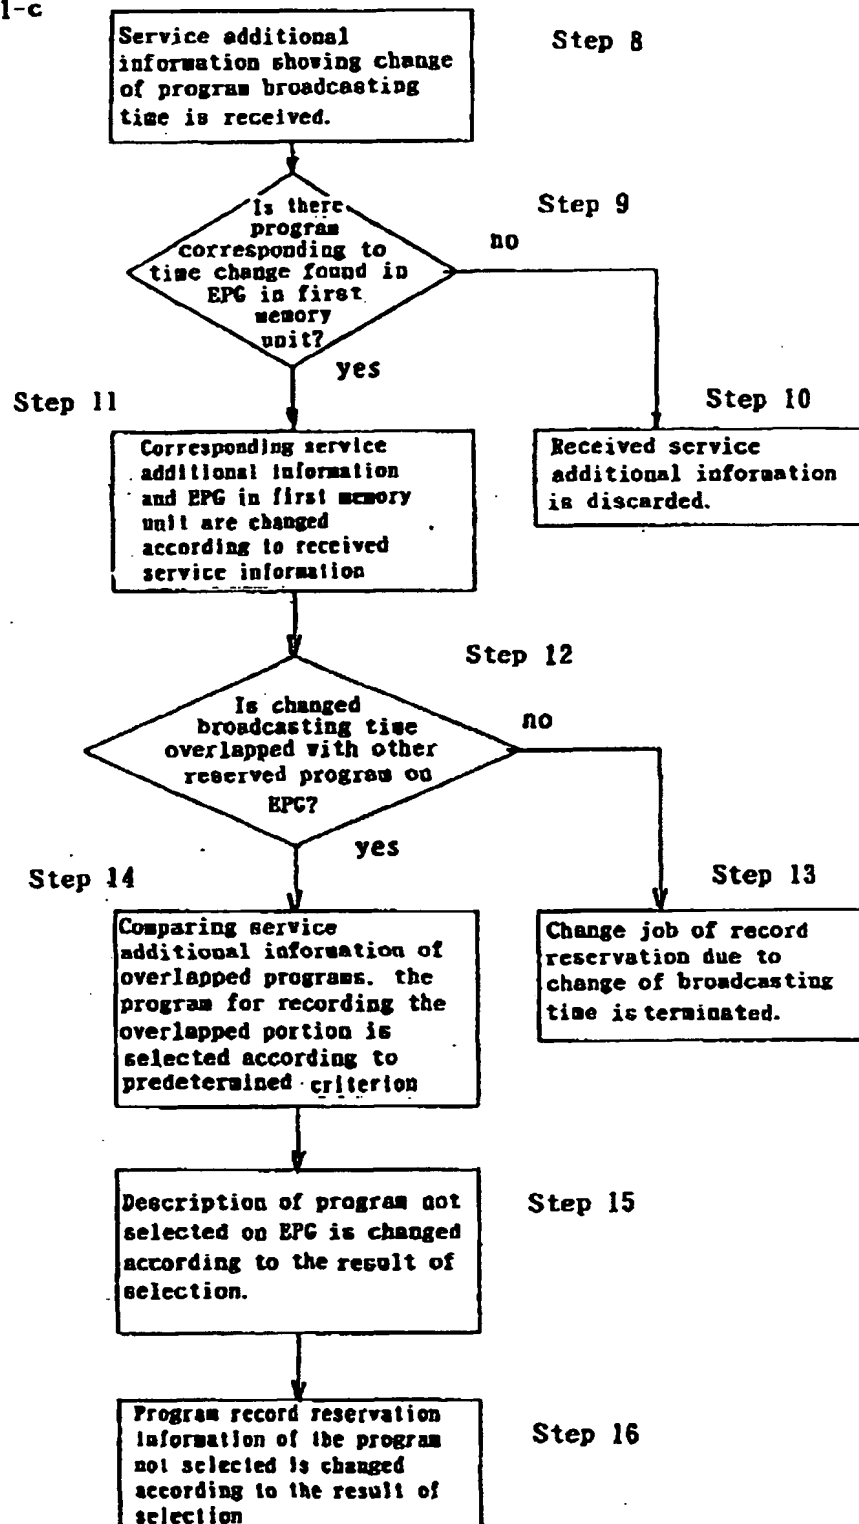 1-c
Service additional
information showing change
of program broadcasting
time is received.
Step 8
Is there
program
corresponding to
time change found in
EPG in first
memory
unit?
Step 9
no
yes
Step 11
Step 10
Corresponding service
additional information
and EPG in first memory
unit are changed
according to received
service information
Received service
additional information
is discarded.
Step 12
Is changed
broadcasting time
overlapped with other
reserved program on
EPG?
no
yes
Step 14
Step 13
Comparing service
additional information of
overlapped programs. the
program for recording the
overlapped portion is
selected according to
predetermined criterion
Change job of record
reservation due to
change of broadcasting
time is terminated.
Description of program not
selected on EPG is changed
according to the result of
selection.
Step 15
Program record reservation
information of the program
not selected is changed
according to the result of
selection
Step 16